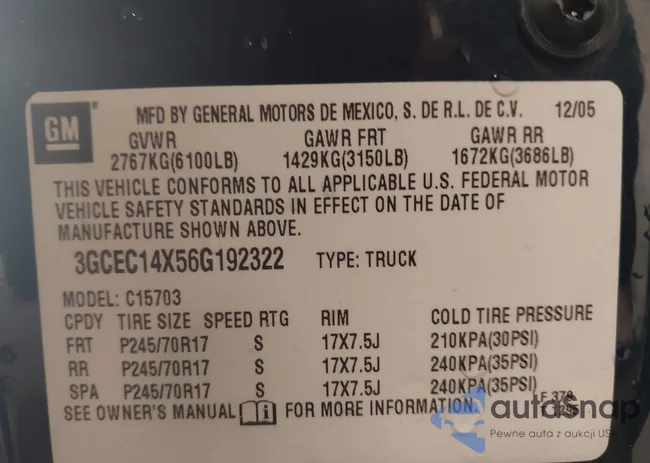 GM
MFD BY GENERAL MOTORS DE MEXICO, S. DE R.L. DE C.V. 12/05
GVWR GAWR FRT GAWR RR
2767KG(6100LB) 1429KG(3150LB) 1672KG(3686LB)
THIS VEHICLE CONFORMS TO ALL APPLICABLE U.S. FEDERAL MOTOR
VEHICLE SAFETY STANDARDS IN EFFECT ON THE DATE OF
MANUFACTURE SHOWN ABOVE.
3GCEC14X56G192322 TYPE: TRUCK
MODEL: C15703
CPDY TIRE SIZE SPEED RTG RIM COLD TIRE PRESSURE
FRT P245/70R17 S 17X7.5J 210KPA(30PSI)
RR P245/70R17 S 17X7.5J 240KPA(35PSI)
SPA P245/70R17 S 17X7.5J 240KPA(35PSI)
SEE OWNER'S MANUAL i FOR MORE INFORMATION.
autoSnap
Pewne auta z aukcji USA